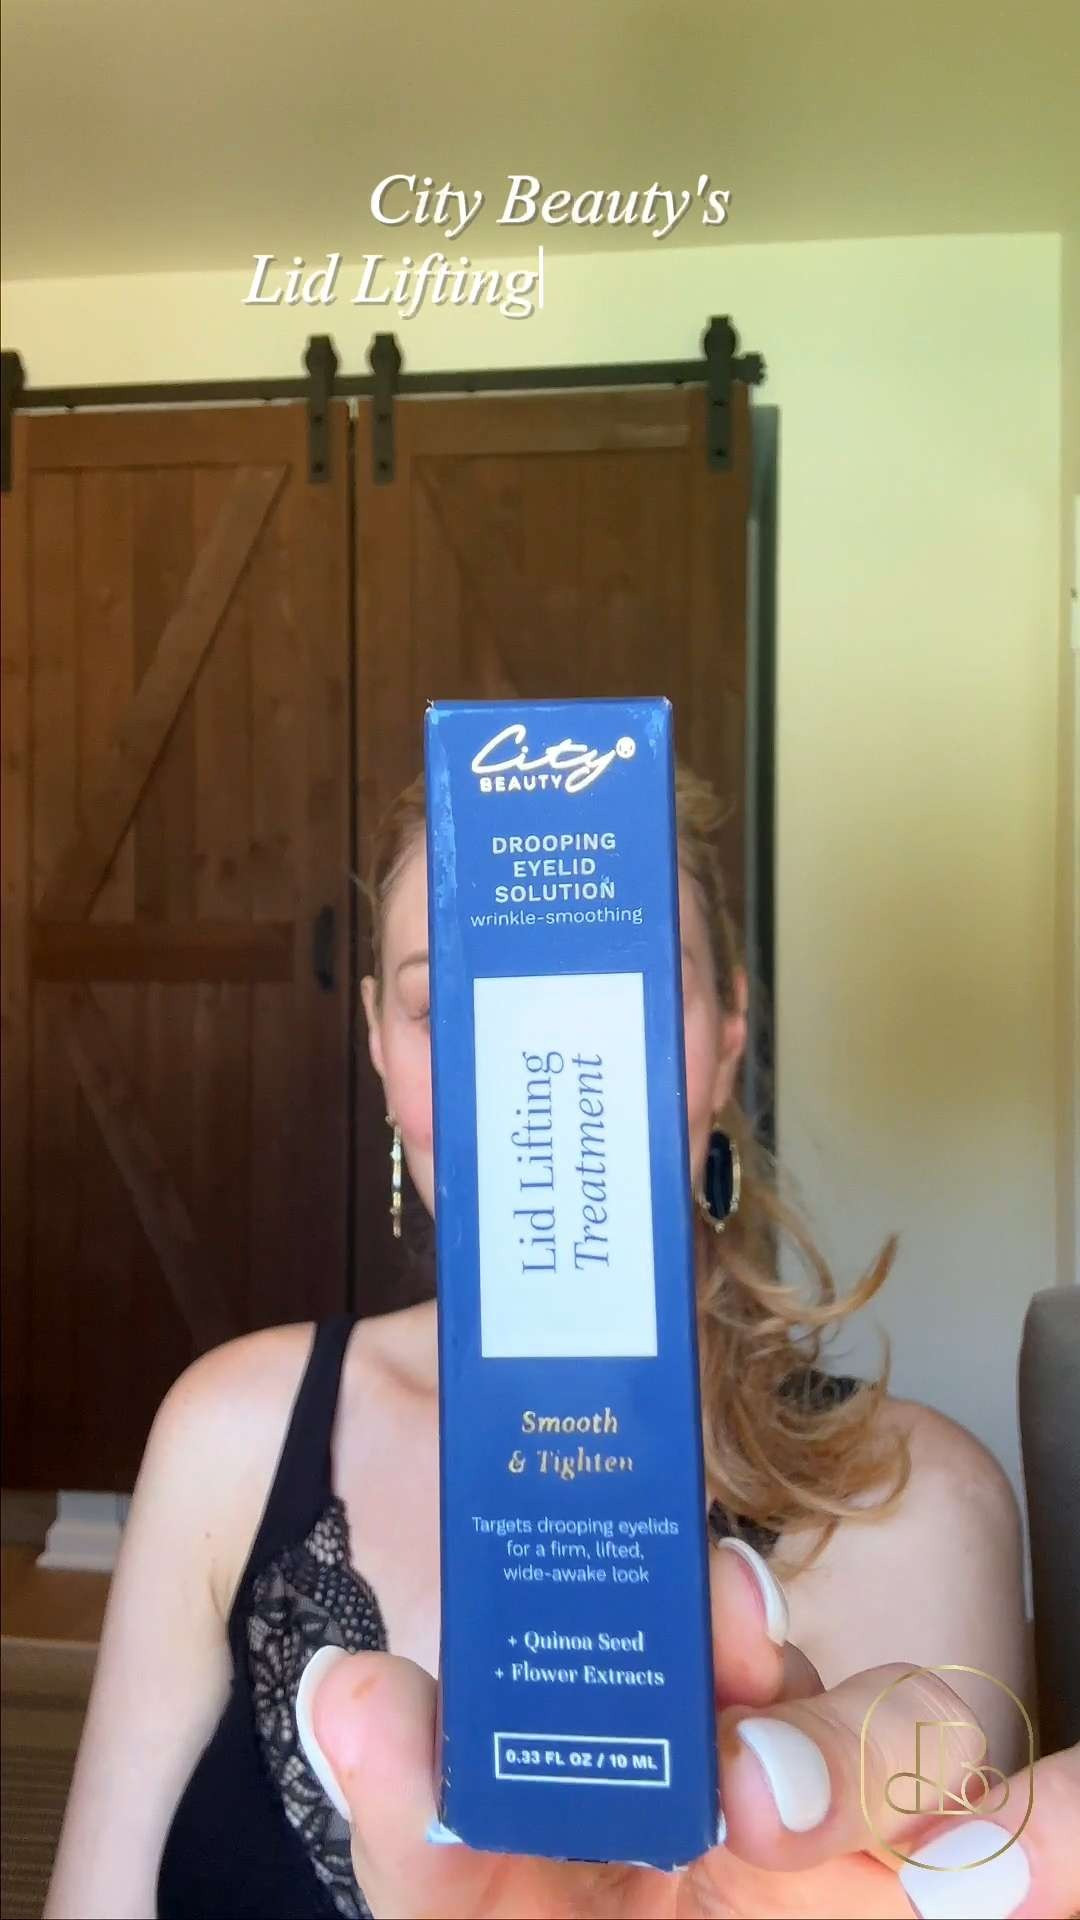 City Beauty's
Lid Lifting
City®
BEAUTY
DROOPING
EYELID
SOLUTION
wrinkle-smoothing
Lid Lifting
Treatment
Smooth
& Tighten
Targets drooping eyelids
for a firm, lifted,
wide-awake look
+ Quinoa Seed
+ Flower Extracts
0.33 FL OZ / 10 ML